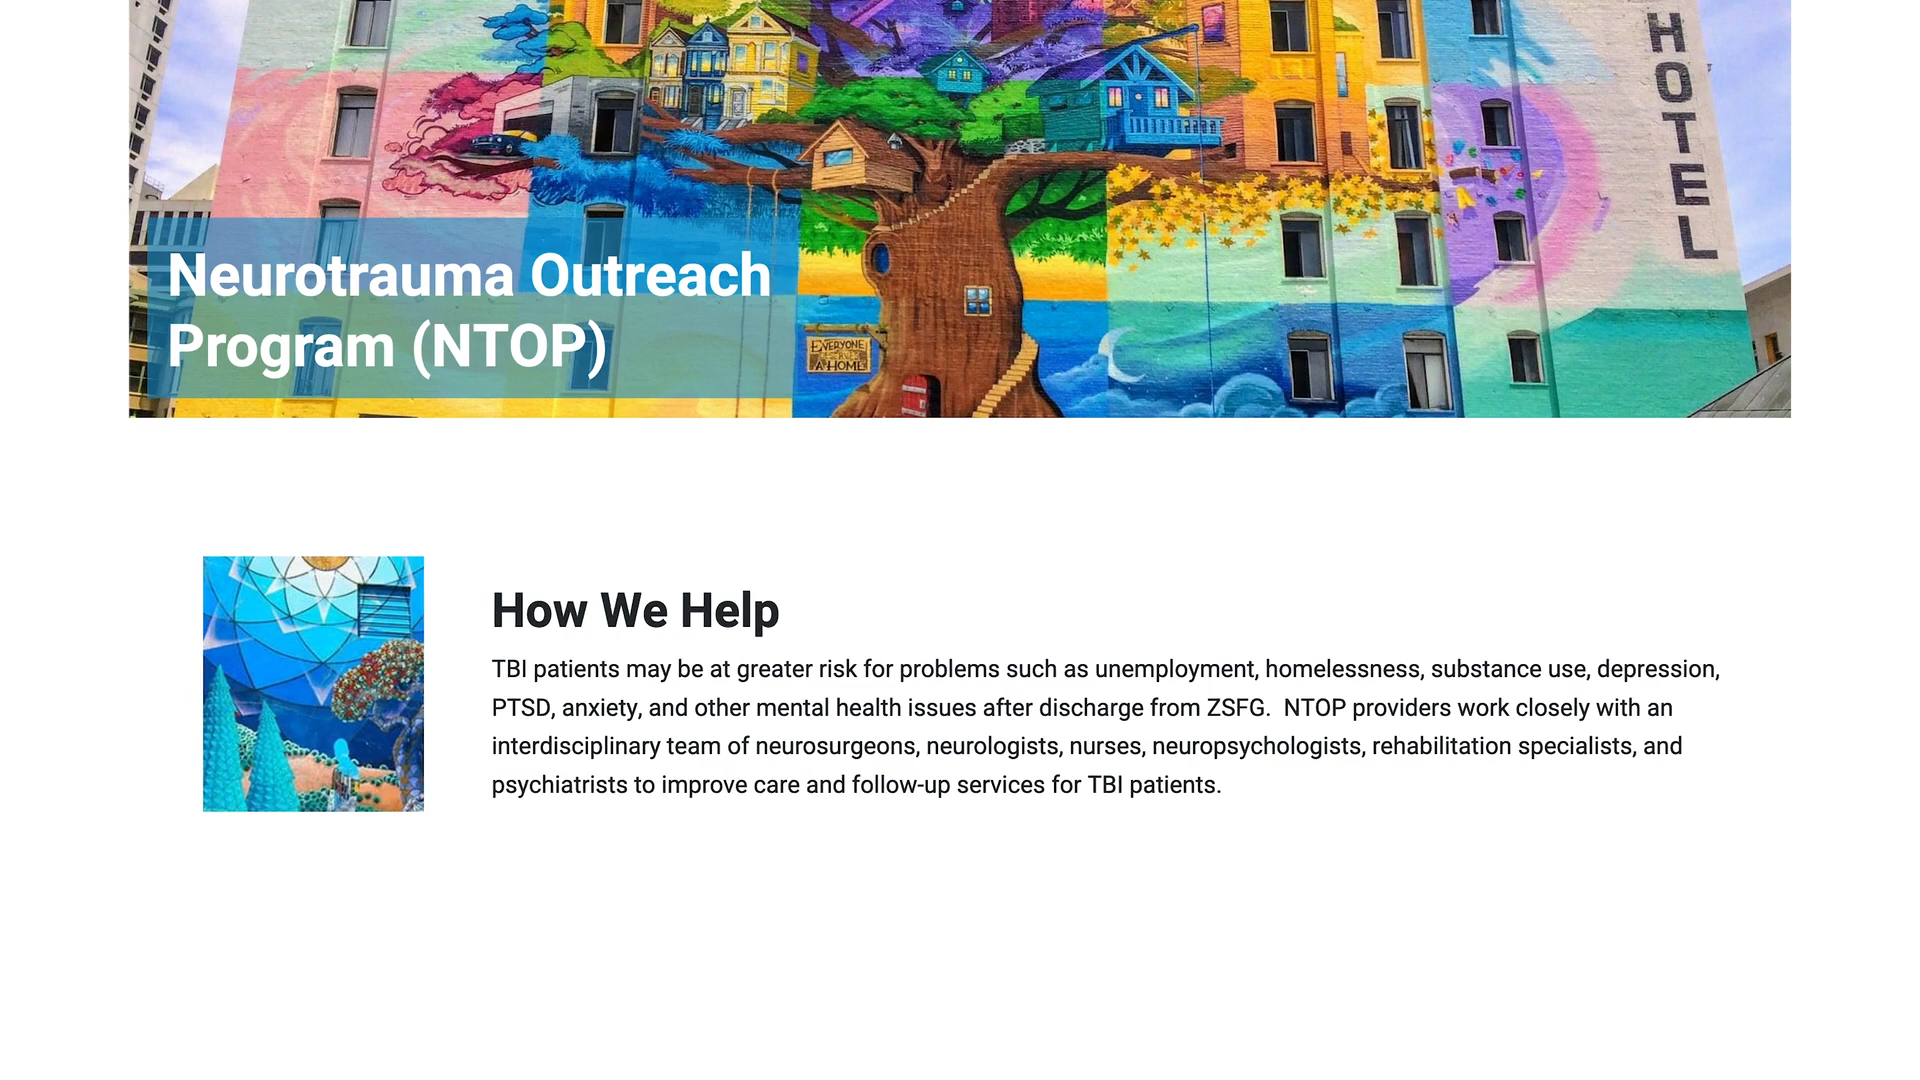 HOTEL
Neurotrauma Outreach
Program (NTOP)
EVERYONE
DESERVES
A HOME
How We Help
TBI patients may be at greater risk for problems such as unemployment, homelessness, substance use, depression,
PTSD, anxiety, and other mental health issues after discharge from ZSFG.  NTOP providers work closely with an
interdisciplinary team of neurosurgeons, neurologists, nurses, neuropsychologists, rehabilitation specialists, and
psychiatrists to improve care and follow-up services for TBI patients.